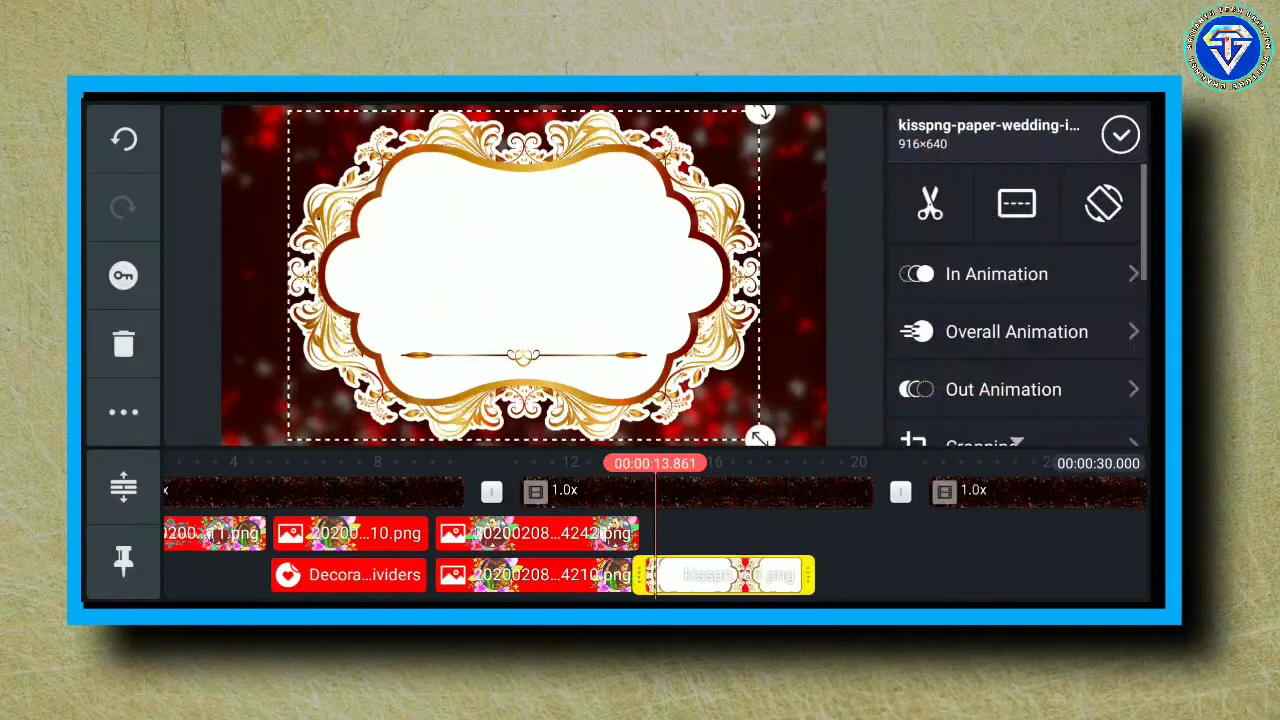 kisspng-paper-wedding-i...
916×640
In Animation
Overall Animation
Out Animation
Cropping
4
8
12
00:00:13.861
16
20
00:00:30.000
x
1.0x
1.0x
20200...10.png
20200208...4242.png
Decora...ividers
20200208...4210.png